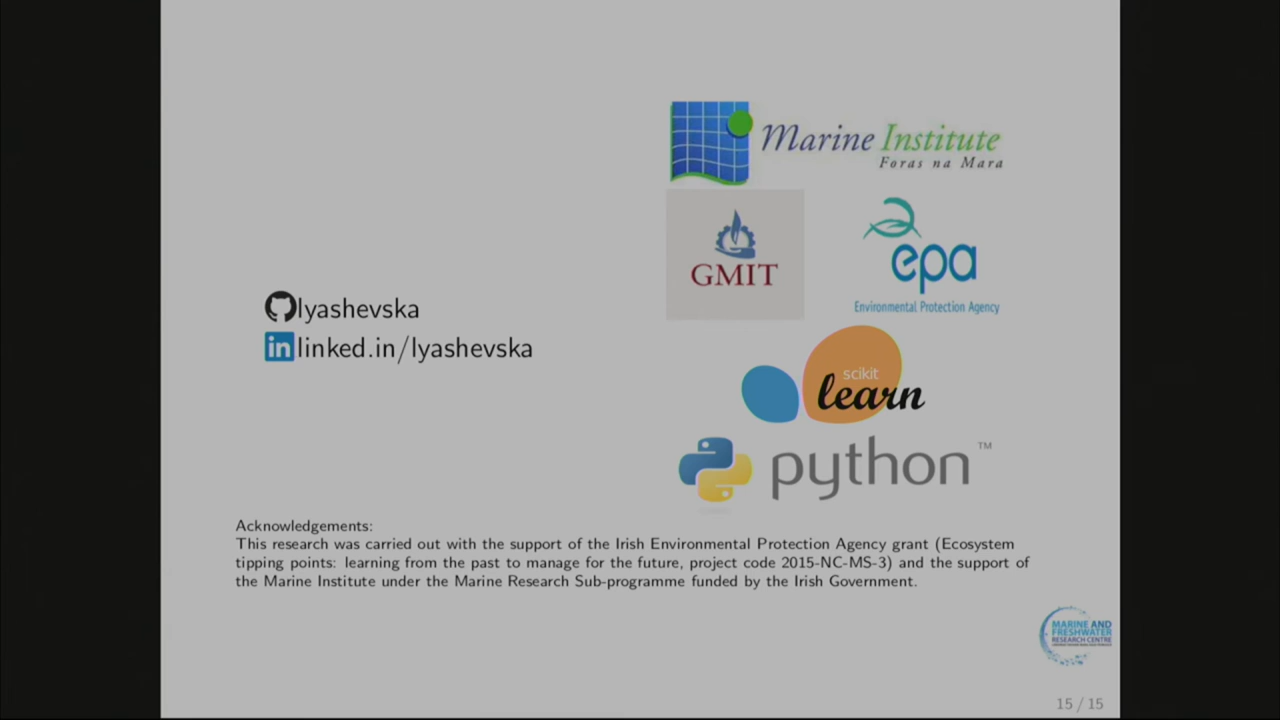 Marine Institute
Foras na Mara
GMIT
epa
Environmental Protection Agency
lyashevska
in linked.in/lyashevska
scikit
learn
python™
Acknowledgements:
This research was carried out with the support of the Irish Environmental Protection Agency grant (Ecosystem
tipping points: learning from the past to manage for the future, project code 2015-NC-MS-3) and the support of
the Marine Institute under the Marine Research Sub-programme funded by the Irish Government.
MARINE AND
FRESHWATER
RESEARCH CENTRE
15 / 15